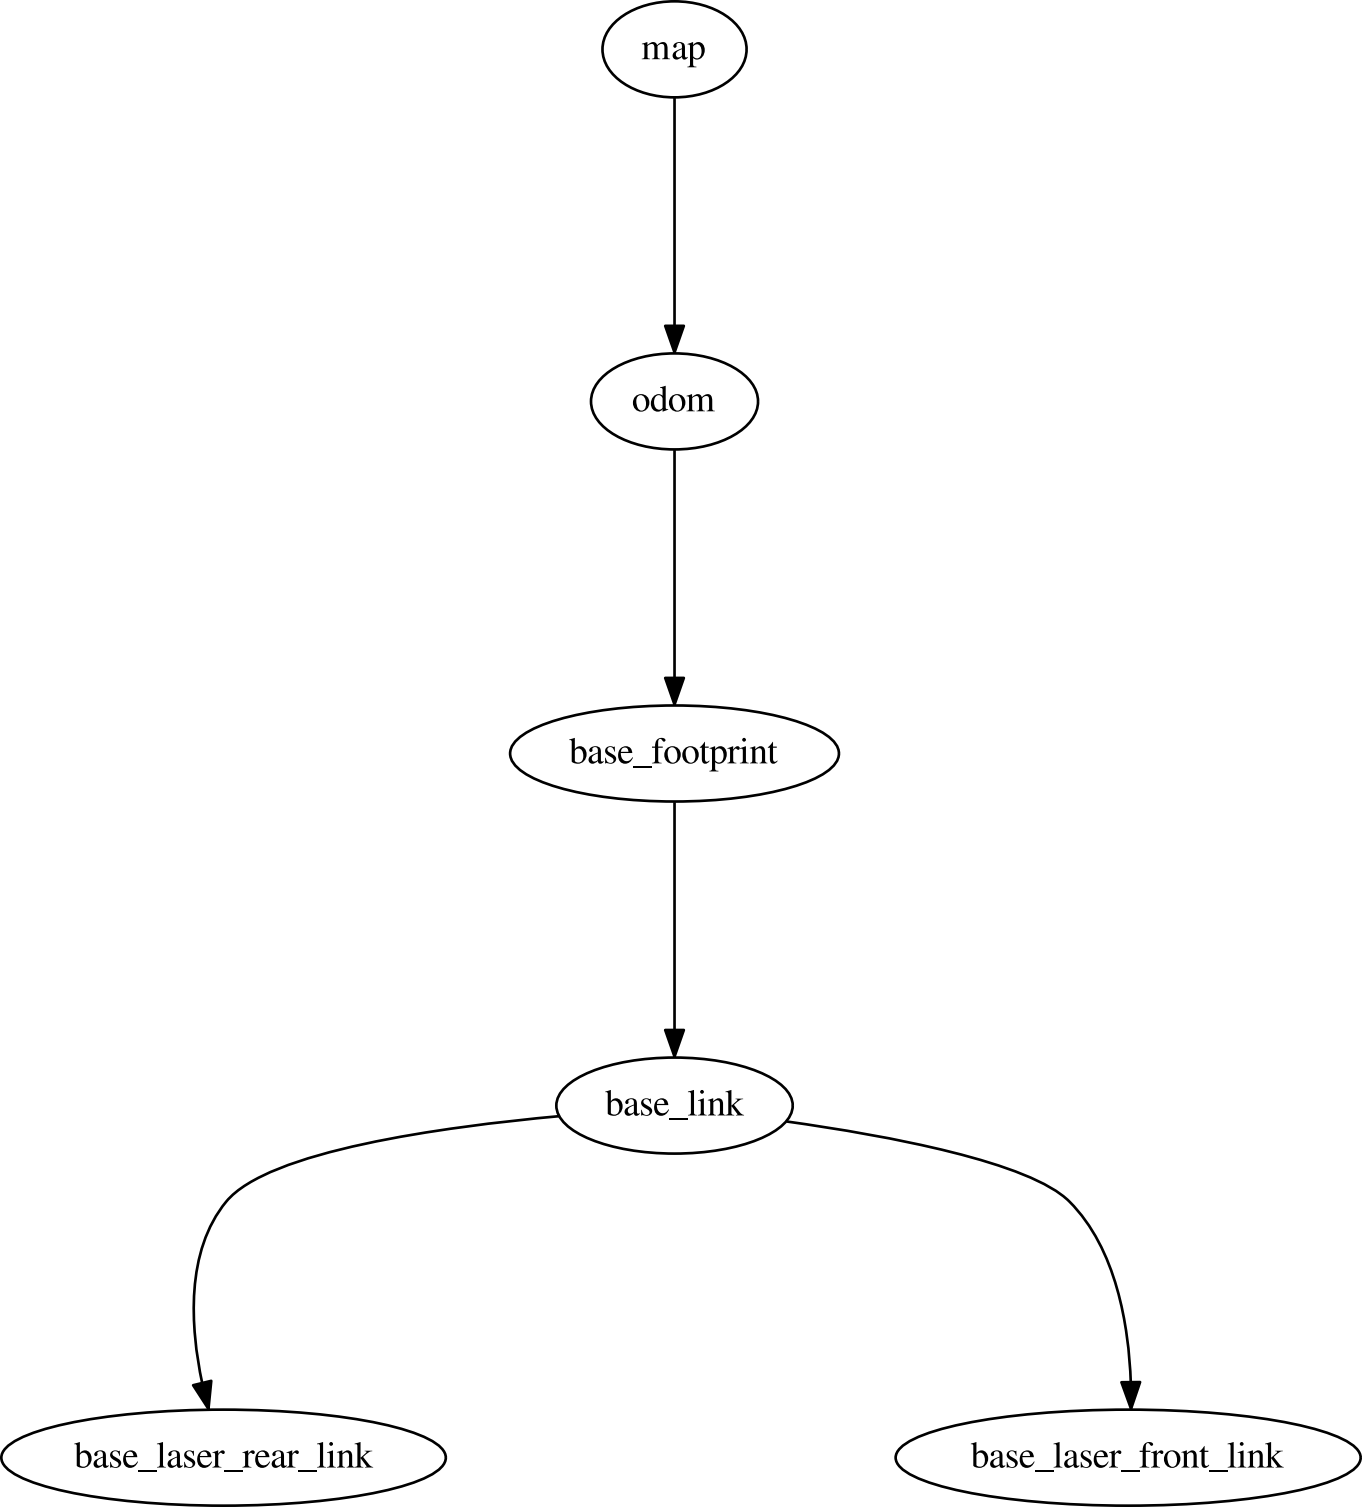 map
odom
base_footprint
base_link
base_laser_rear_link
base_laser_front_link